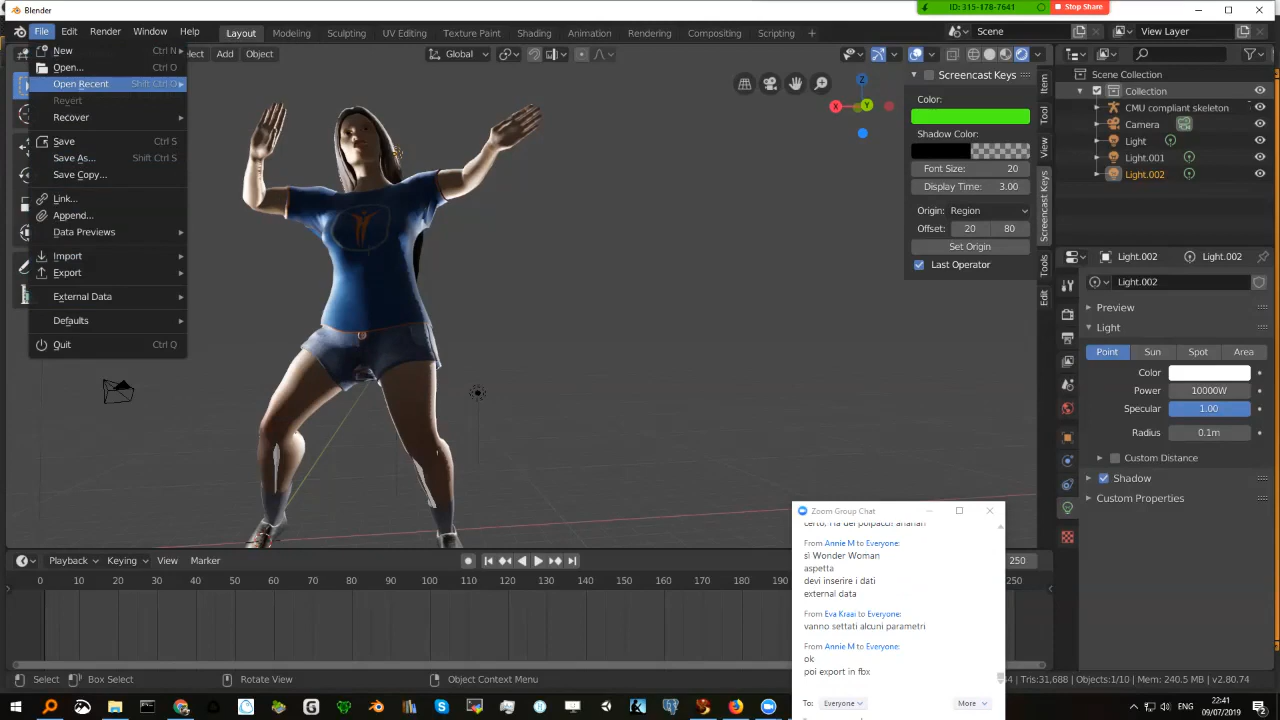 Blender
ID: 315-178-7641
Stop Share
File Edit Render Window Help
Layout Modeling Sculpting UV Editing Texture Paint Shading Animation Rendering Compositing Scripting +
Scene
View Layer
New Ctrl N
Open... Ctrl O
Open Recent Shift Ctrl O
Revert
Recover
Save Ctrl S
Save As... Shift Ctrl S
Save Copy...
Link...
Append...
Data Previews
Import
Export
External Data
Defaults
Quit Ctrl Q
Add Object
Global
Z
X
Y
Screencast Keys
Color:
Shadow Color:
Font Size: 20
Display Time: 3.00
Origin: Region
Offset: 20 80
Set Origin
Last Operator
Item
Tool
View
Screencast Keys
Tools
Edit
Scene Collection
Collection
CMU compliant skeleton
Camera
Light
Light.001
Light.002
Light.002 Light.002
Light.002
Preview
Light
Point Sun Spot Area
Color
Power 10000W
Specular 1.00
Radius 0.1m
Custom Distance
Shadow
Custom Properties
Zoom Group Chat
From Annie M to Everyone:
sì Wonder Woman
aspetta
devi inserire i dati
external data
From Eva Kraai to Everyone:
vanno settati alcuni parametri
From Annie M to Everyone:
ok
poi export in fbx
To: Everyone More
Playback Keying View Marker
250
0 10 20 30 40 50 60 70 80 90 100 110 120 130 140 150 160 170 180 190 250
Select Box Select Rotate View Object Context Menu
Tris:31,688 | Objects:1/10 | Mem: 240.5 MB | v2.80.74
ENG
22:41
09/07/2019